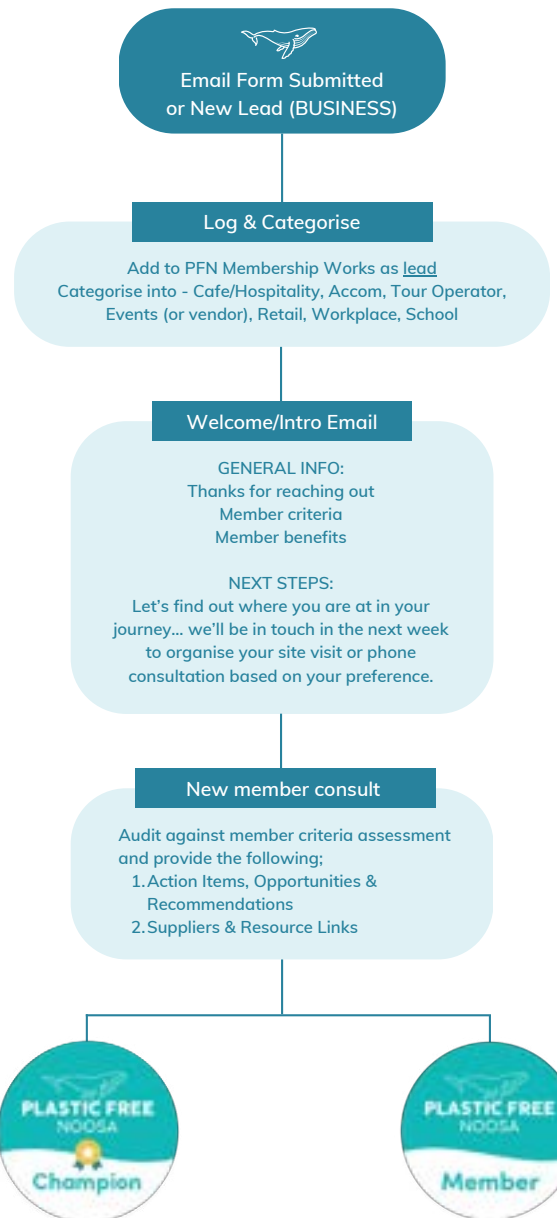 Email Form Submitted
or New Lead (BUSINESS)
Log & Categorise
Add to PFN Membership Works as lead
Categorise into - Cafe/Hospitality, Accom, Tour Operator,
Events (or vendor), Retail, Workplace, School
Welcome/Intro Email
GENERAL INFO:
Thanks for reaching out
Member criteria
Member benefits
NEXT STEPS:
Let’s find out where you are at in your
journey... we’ll be in touch in the next week
to organise your site visit or phone
consultation based on your preference.
New member consult
Audit against member criteria assessment
and provide the following;
1.Action Items, Opportunities &
Recommendations
2.Suppliers & Resource Links
PLASTIC FREE
NOOSA
Champion
PLASTIC FREE
NOOSA
Member